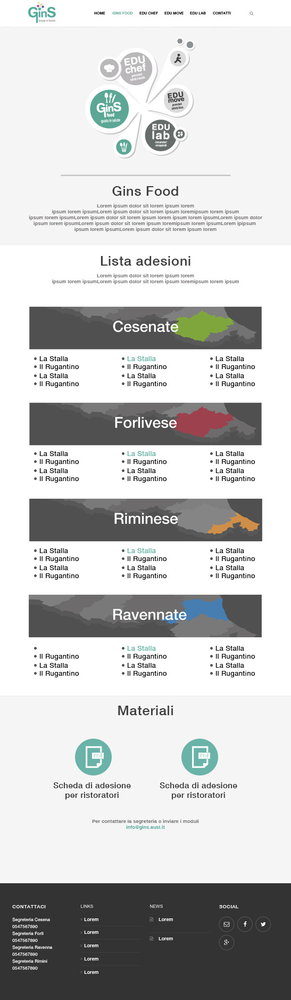 GinS
Gruppi in Salute
HOME GINS FOOD EDU CHEF EDU MOVE EDU LAB CONTATTI
EDU
chef
promotori
salute a tavola
EDU
move
promotori
attività fisica
GinS
food
gusto in salute
EDU
lab
consumatori
consapevoli
Gins Food
Lorem ipsum dolor sit lorem ipsum lorem
ipsum lorem ipsumLorem ipsum dolor sit lorem ipsum loremipsum lorem ipsum
ipsum lorem ipsumLorem ipsum dolor sit lorem ipsum lorem ipsum lorem ipsumLorem ipsum dolor
ipsum lorem ipsumLorem ipsum dolor sit lorem ipsum loremipsum lorem ipsumLorem ipipsum
ipsum lorem ipsumLorem ipsum dolor sit lorem ipsum lorem
Lista adesioni
Lorem ipsum dolor sit lorem ipsum lorem
ipsum lorem ipsumLorem ipsum dolor sit lorem ipsum loremipsum lorem ipsum
Cesenate
• La Stalla • La Stalla • La Stalla
• Il Rugantino • Il Rugantino • Il Rugantino
• La Stalla • La Stalla • La Stalla
• Il Rugantino • Il Rugantino • Il Rugantino
Forlivese
• La Stalla • La Stalla • La Stalla
• Il Rugantino • Il Rugantino • Il Rugantino
• La Stalla • La Stalla • La Stalla
• Il Rugantino • Il Rugantino • Il Rugantino
Riminese
• La Stalla • La Stalla • La Stalla
• Il Rugantino • Il Rugantino • Il Rugantino
• La Stalla • La Stalla • La Stalla
• Il Rugantino • Il Rugantino • Il Rugantino
Ravennate
• • La Stalla • La Stalla
• Il Rugantino • Il Rugantino • Il Rugantino
• La Stalla • La Stalla • La Stalla
• Il Rugantino • Il Rugantino • Il Rugantino
Materiali
PDF PDF
Scheda di adesione
per ristoratori
Scheda di adesione
per ristoratori
Per contattare la segreteria o inviare i moduli
info@gins.ausl.it
CONTATTACI
Segreteria Cesena
0547567890
Segreteria Forlì
0547567890
Segreteria Ravenna
0547567890
Segreteria Rimini
0547567890
LINKS
› Lorem
› Lorem
› Lorem
› Lorem
› Lorem
NEWS
Lorem
Lorem
SOCIAL